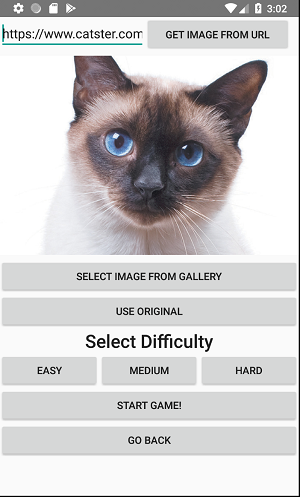 3:02
https://www.catster.com
GET IMAGE FROM URL
SELECT IMAGE FROM GALLERY
USE ORIGINAL
Select Difficulty
EASY MEDIUM HARD
START GAME!
GO BACK